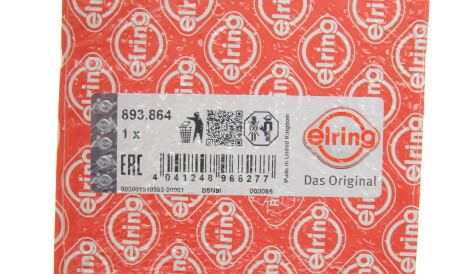 893.864
1 x
EAC
4 041248 966277
Made in United Kingdom
elring
Das Original